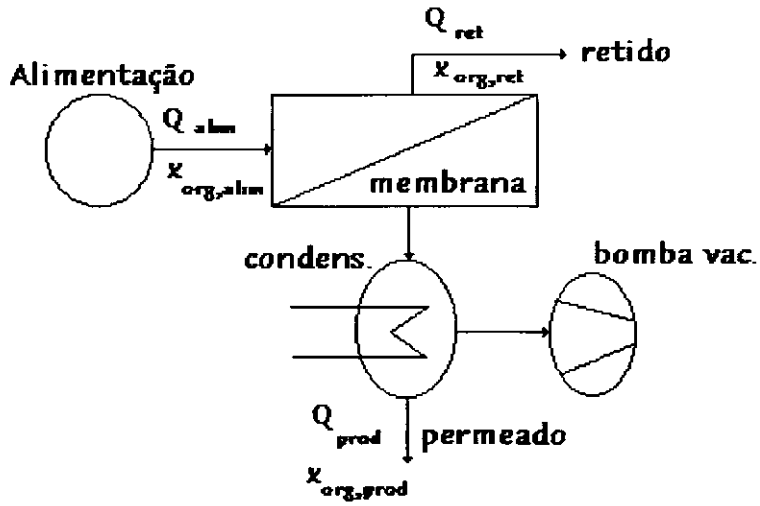 Q ret
retido
x org,ret
Alimentação
Q alim
x org,alim
membrana
condens.
bomba vac.
Q prod
permeado
x org,prod